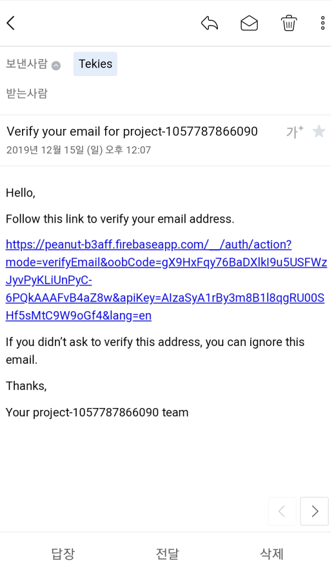 보낸사람 Tekies
받는사람
Verify your email for project-1057787866090 가+
2019년 12월 15일 (일) 오후 12:07
Hello,
Follow this link to verify your email address.
https://peanut-b3aff.firebaseapp.com/__/auth/action?
mode=verifyEmail&oobCode=gX9HxFqy76BaDXlkI9u5USFWz
JyvPyKLiUnPyC-
6PQkAAAFvB4aZ8w&apiKey=AIzaSyA1rBy3m8B1l8qgRU00S
Hf5sMtC9W9oGf4&lang=en
If you didn't ask to verify this address, you can ignore this
email.
Thanks,
Your project-1057787866090 team
답장 전달 삭제